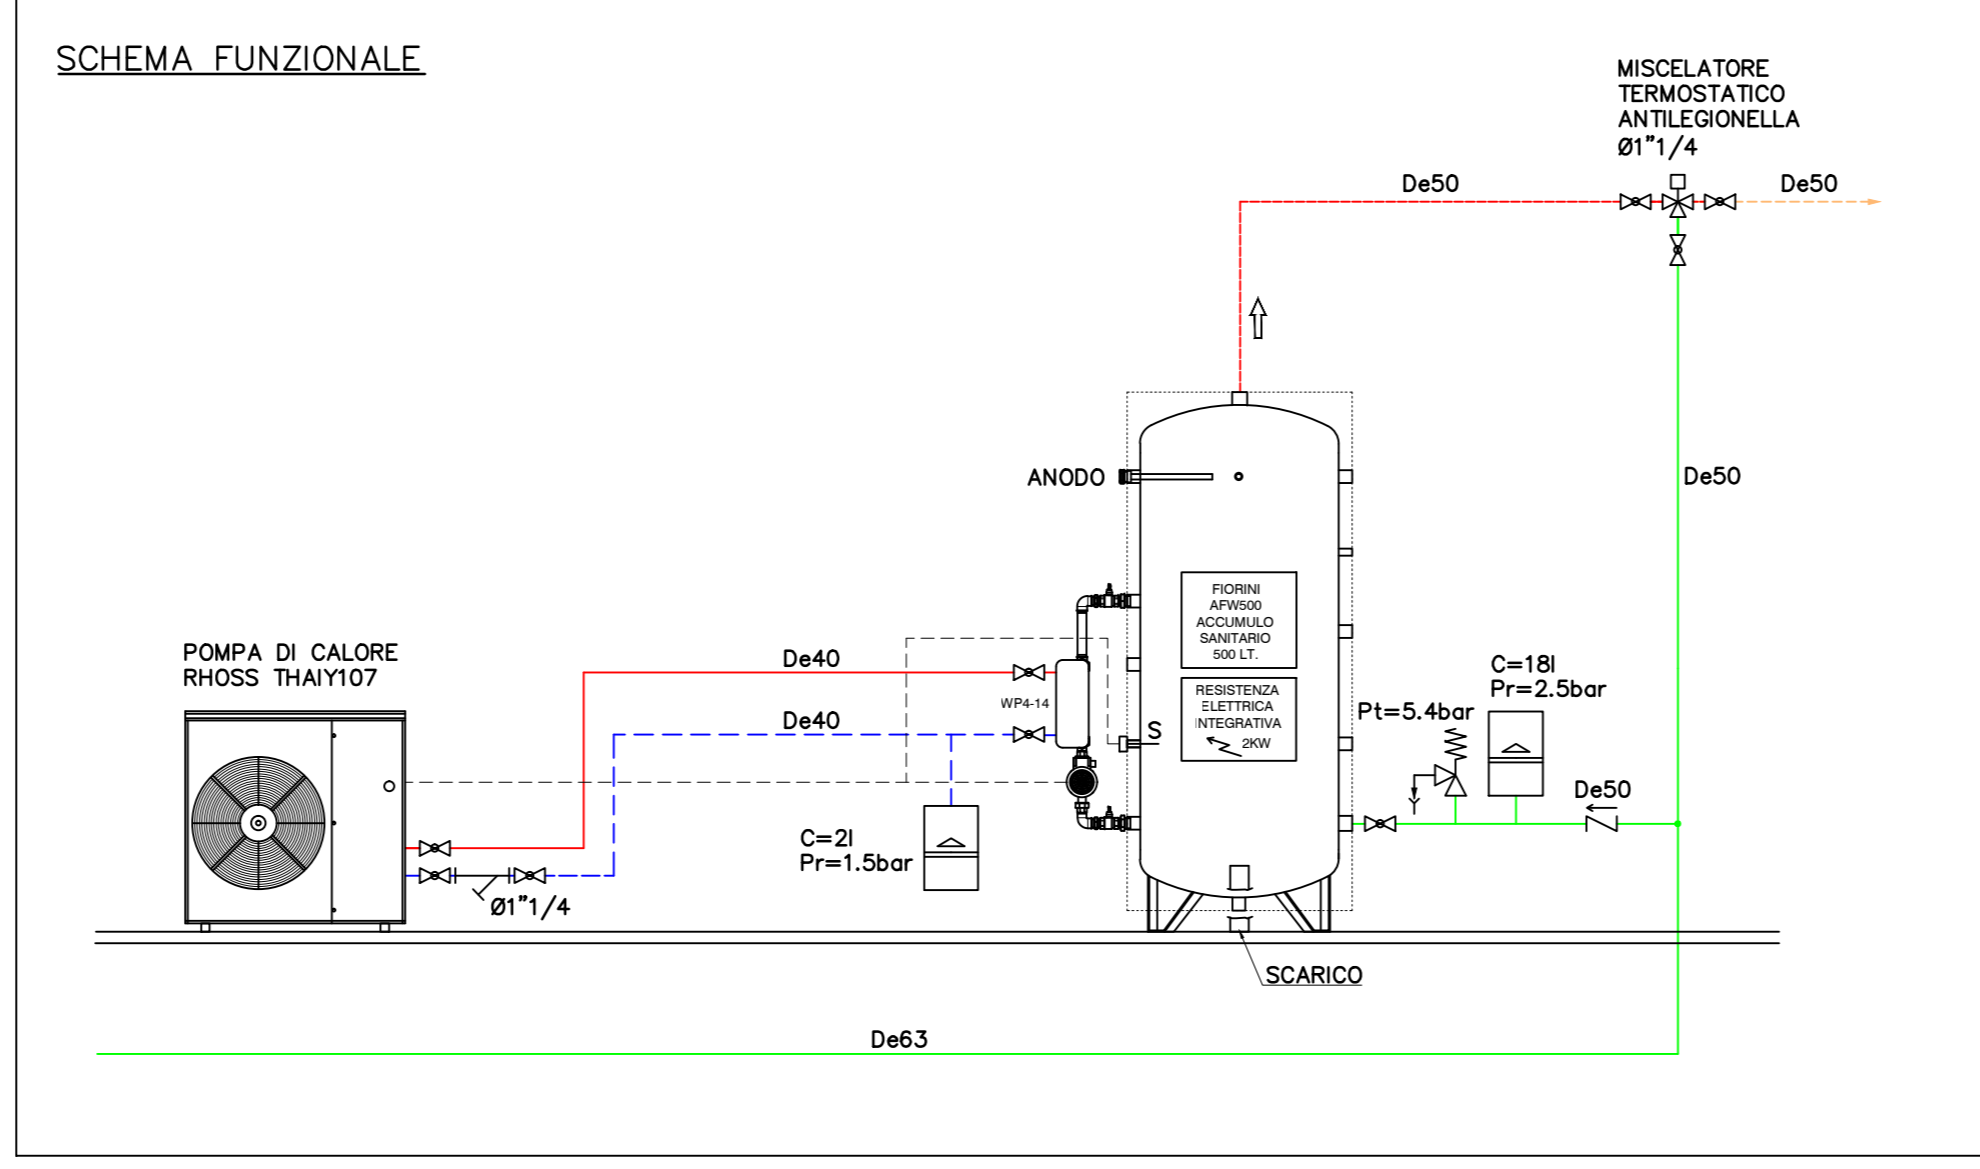 SCHEMA FUNZIONALE
MISCELATORE
TERMOSTATICO
ANTILEGIONELLA
Ø1"1/4
De50
De50
De50
ANODO
FIORINI
AFW500
ACCUMULO
SANITARIO
500 LT.
RESISTENZA
ELETTRICA
INTEGRATIVA
2KW
POMPA DI CALORE
RHOSS THAIY107
De40
De40
WP4-14
S
C=18l
Pr=2.5bar
Pt=5.4bar
De50
C=2l
Pr=1.5bar
Ø1"1/4
SCARICO
De63